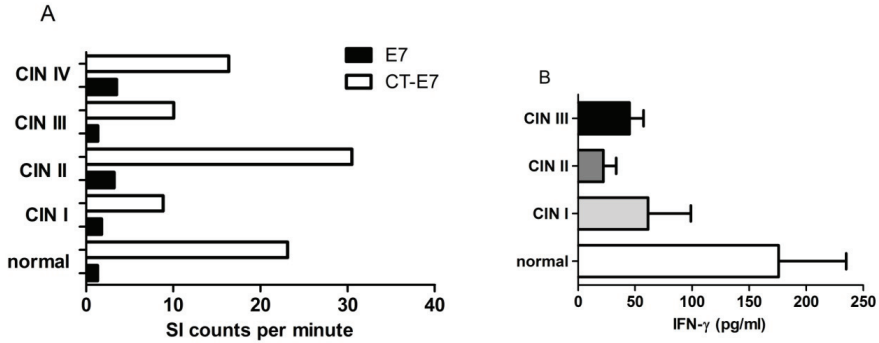 A
E7
CT-E7
CIN IV
CIN III
CIN II
CIN I
normal
0 10 20 30 40
SI counts per minute
B
CIN III
CIN II
CIN I
normal
0 50 100 150 200 250
IFN-γ (pg/ml)